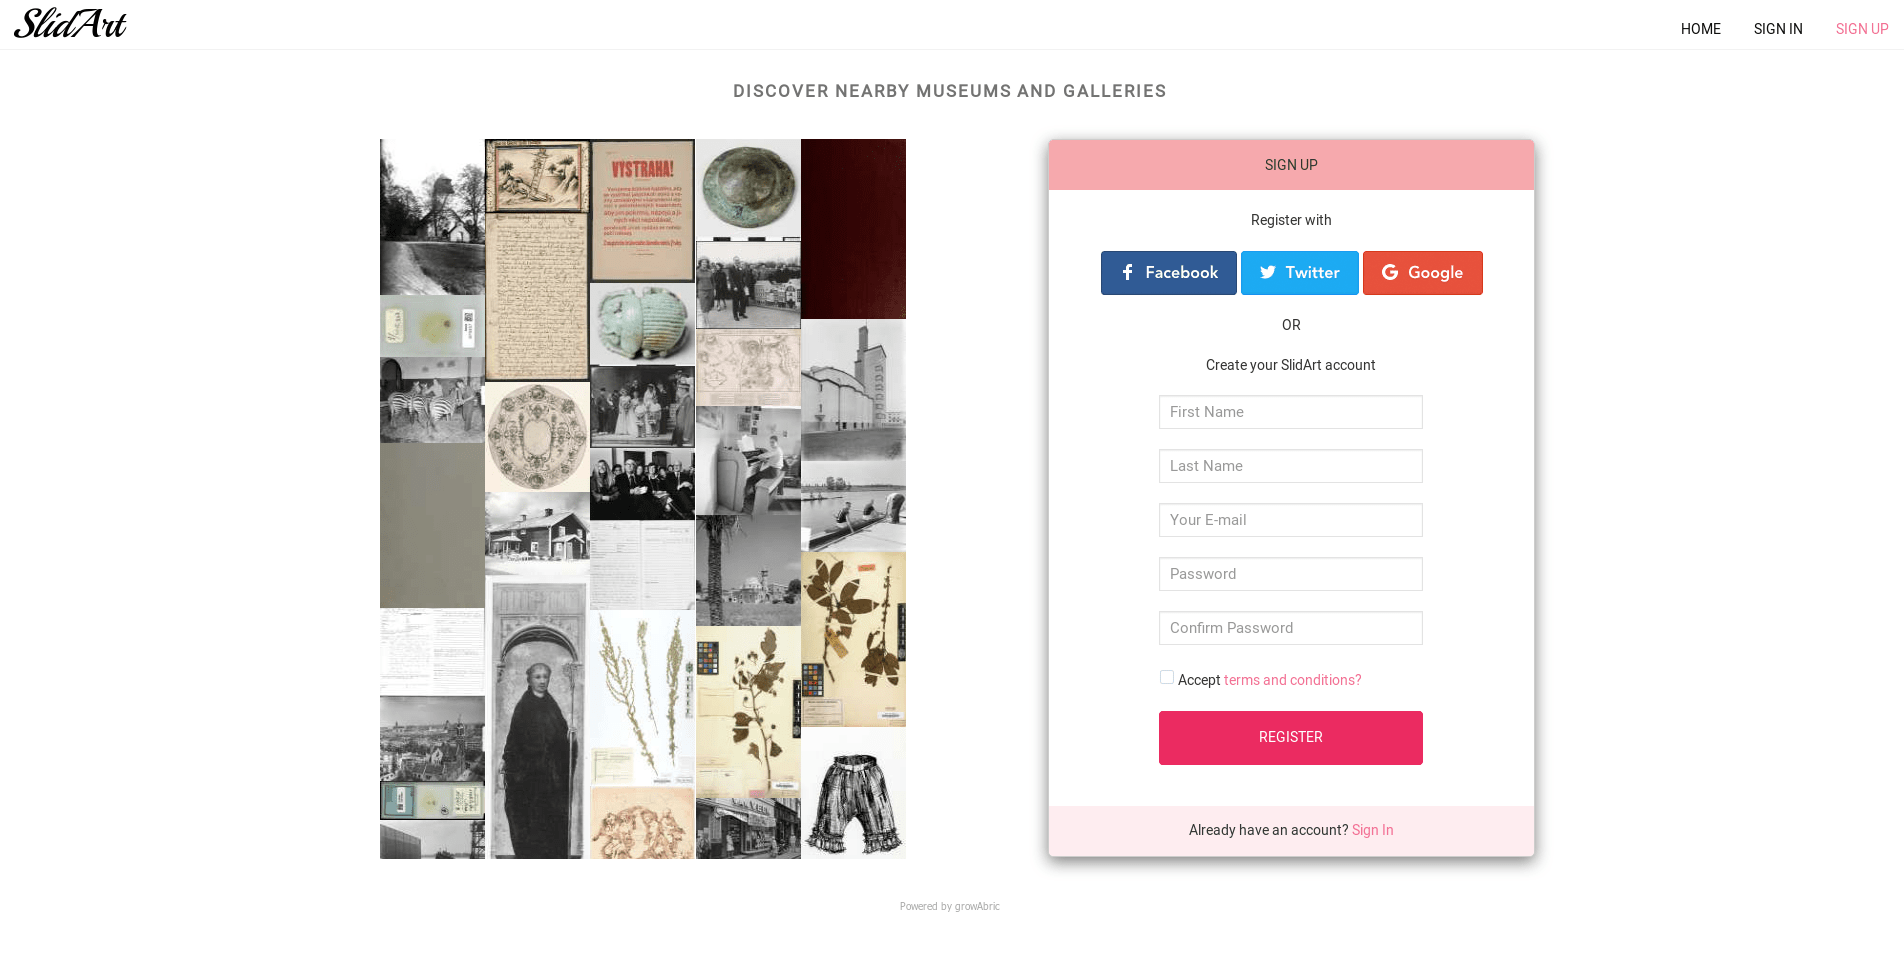 SlidArt
HOME
SIGN IN
SIGN UP
DISCOVER NEARBY MUSEUMS AND GALLERIES
VÝSTRAHA!
SIGN UP
Register with
Facebook
Twitter
Google
OR
Create your SlidArt account
First Name
Last Name
Your E-mail
Password
Confirm Password
Accept terms and conditions?
REGISTER
Already have an account? Sign In
Powered by growAbric